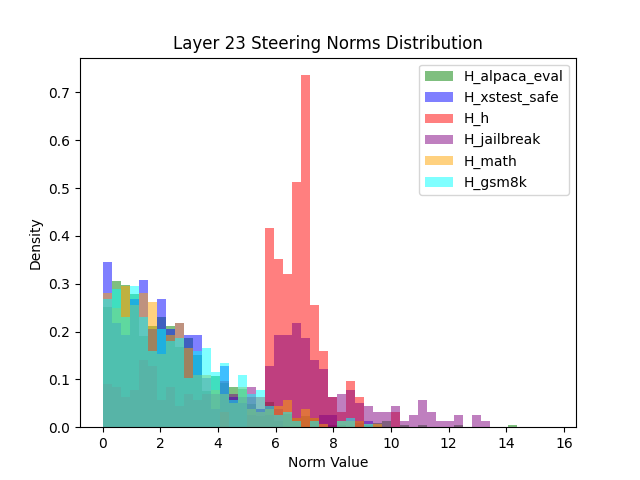 Layer 23 Steering Norms Distribution
H_alpaca_eval
H_xstest_safe
H_h
H_jailbreak
H_math
H_gsm8k
Density
0.7
0.6
0.5
0.4
0.3
0.2
0.1
0.0
0 2 4 6 8 10 12 14 16
Norm Value